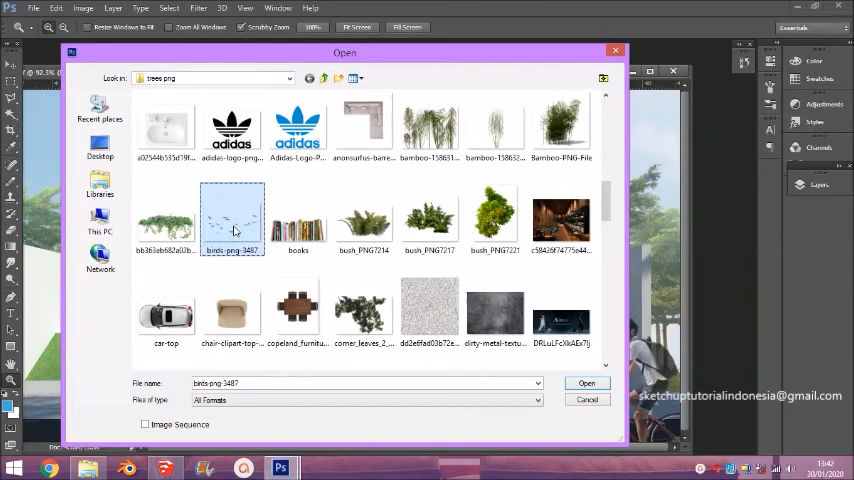 Ps File Edit Image Layer Type Select Filter 3D View Window Help
Resize Windows to Fit Zoom All Windows Scrubby Zoom 100% Fit Screen Fill Screen Essentials
Open
Look in: trees png
Recent places
Desktop
Libraries
This PC
Network
a02544b535d19f... adidas-logo-png... Adidas-Logo-P... anonsurfus-barre... bamboo-158631... bamboo-158632... Bamboo-PNG-File
bb363eb682a02b... birds-png-3487 books bush_PNG7214 bush_PNG7217 bush_PNG7221 c58426f74775e44...
car-top chair-clipart-top-... copeland_furnitu... corner_leaves_2_... dd2e6fad03b72e... dirty-metal-textu... DRLuLFcXkAEx7lj
File name: birds-png-3487 Open
Files of type: All Formats Cancel
Image Sequence
Color
Swatches
Adjustments
Styles
Channels
Layers
sketchuptutorialindonesia@gmail.com
13:42
30/01/2020